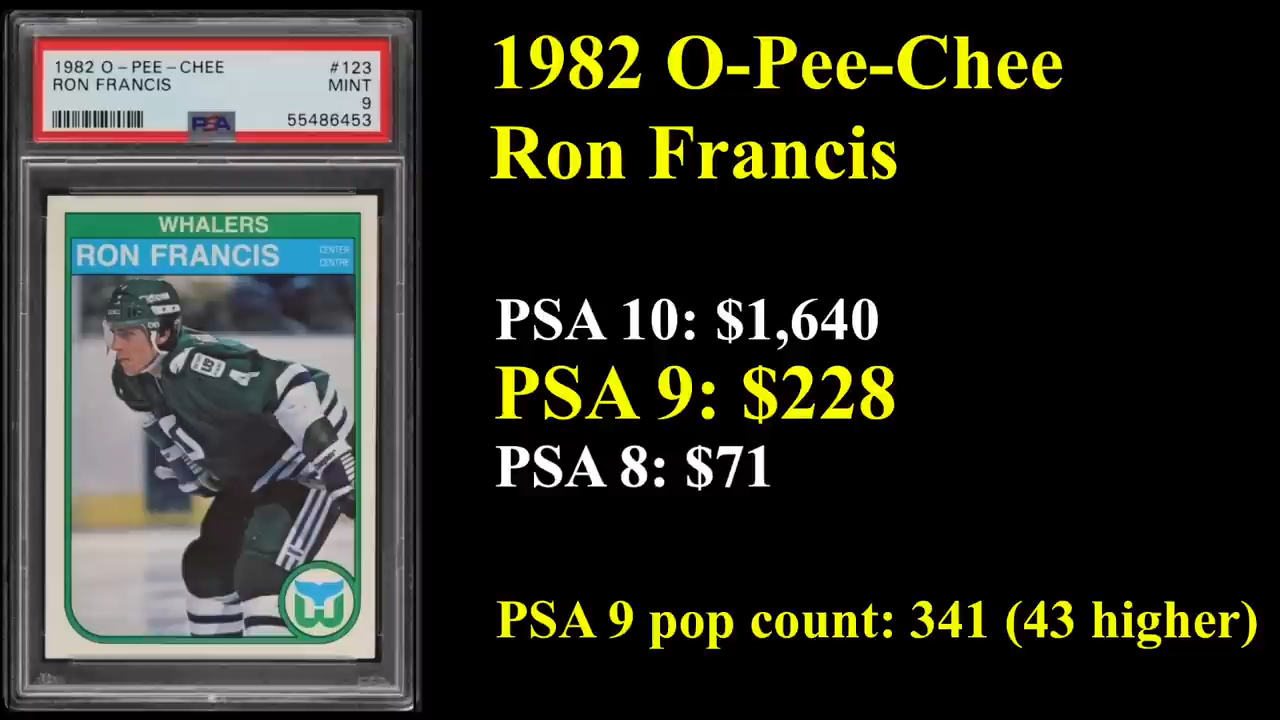 1982 O-PEE-CHEE #123
RON FRANCIS MINT
9
PSA 55486453
WHALERS
RON FRANCIS
CENTER
CENTRE
4
1982 O-Pee-Chee
Ron Francis
PSA 10: $1,640
PSA 9: $228
PSA 8: $71
PSA 9 pop count: 341 (43 higher)